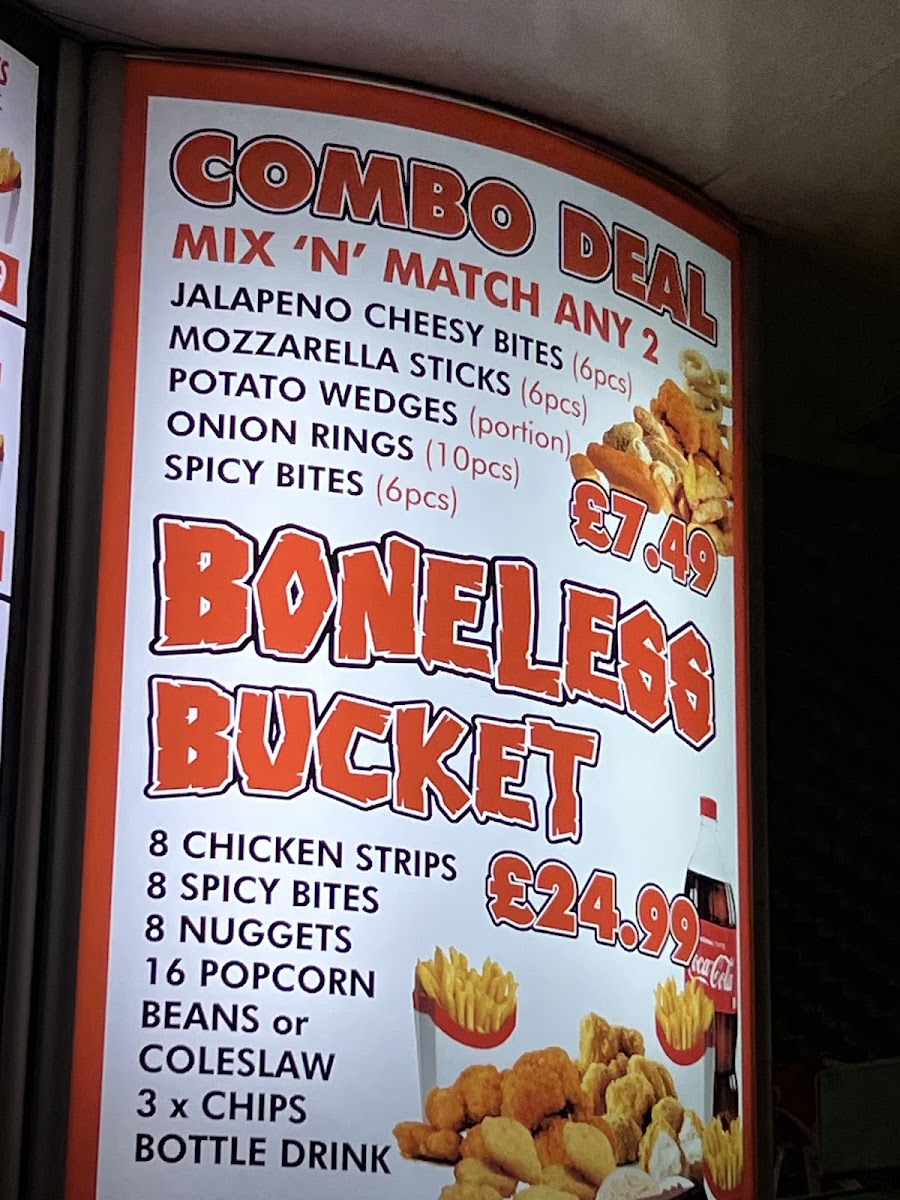 COMBO DEAL
MIX 'N' MATCH ANY 2
JALAPENO CHEESY BITES (6pcs)
MOZZARELLA STICKS (6pcs)
POTATO WEDGES (portion)
ONION RINGS (10pcs)
SPICY BITES (6pcs)
£7.49
BONELESS
BUCKET
£24.99
8 CHICKEN STRIPS
8 SPICY BITES
8 NUGGETS
16 POPCORN
BEANS or
COLESLAW
3 x CHIPS
BOTTLE DRINK
Coca-Cola